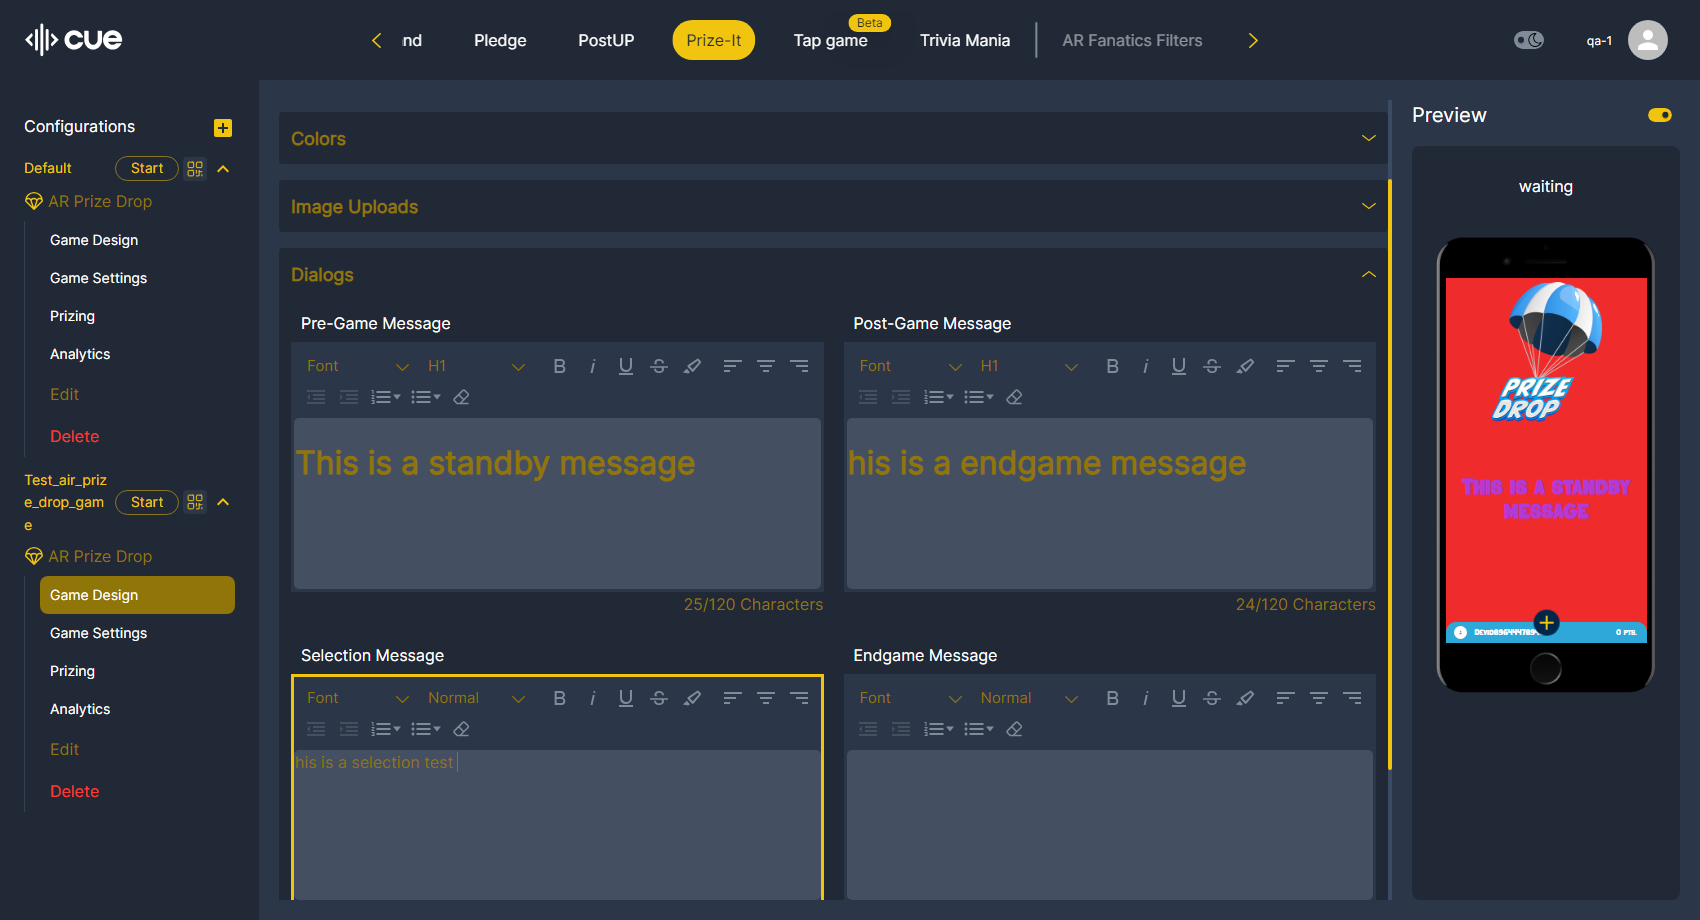 cue
nd
Pledge
PostUP
Prize-It
Beta
Tap game
Trivia Mania
AR Fanatics Filters
qa-1
Configurations
Default
Start
AR Prize Drop
Game Design
Game Settings
Prizing
Analytics
Edit
Delete
Test_air_priz
e_drop_gam
e
Start
AR Prize Drop
Game Design
Game Settings
Prizing
Analytics
Edit
Delete
Colors
Image Uploads
Dialogs
Pre-Game Message
Font
H1
This is a standby message
25/120 Characters
Post-Game Message
Font
H1
his is a endgame message
24/120 Characters
Selection Message
Font
Normal
his is a selection test
Endgame Message
Font
Normal
Preview
waiting
PRIZE
DROP
This is a standby
message
0 PTS.